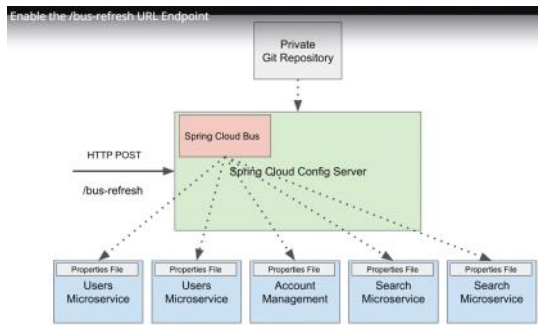 Enable the /bus-refresh URL Endpoint
Private
Git Repository
Spring Cloud Bus
HTTP POST
Spring Cloud Config Server
/bus-refresh
Properties File
Users
Microservice
Properties File
Users
Microservice
Properties File
Account
Management
Properties File
Search
Microservice
Properties File
Search
Microservice